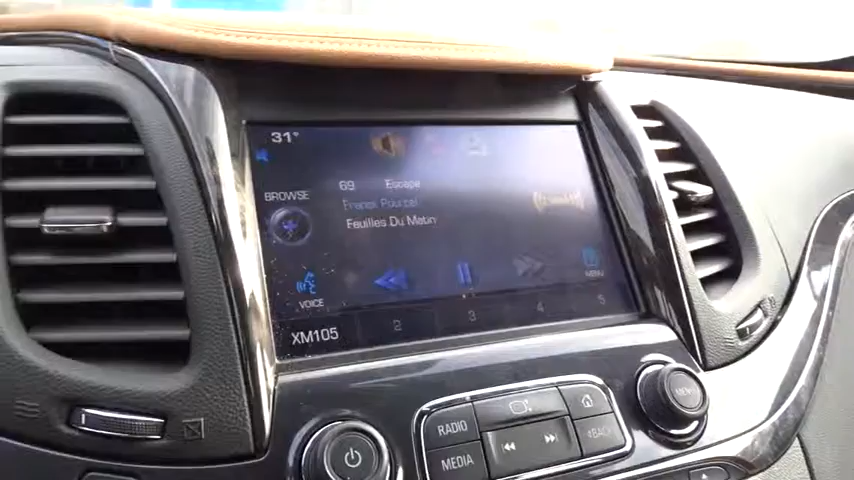 31°
BROWSE
69 Escape
Franck Pourcel
Feuilles Du Matin
VOICE
MENU
XM105 2 3 4 5
RADIO
MEDIA
BACK